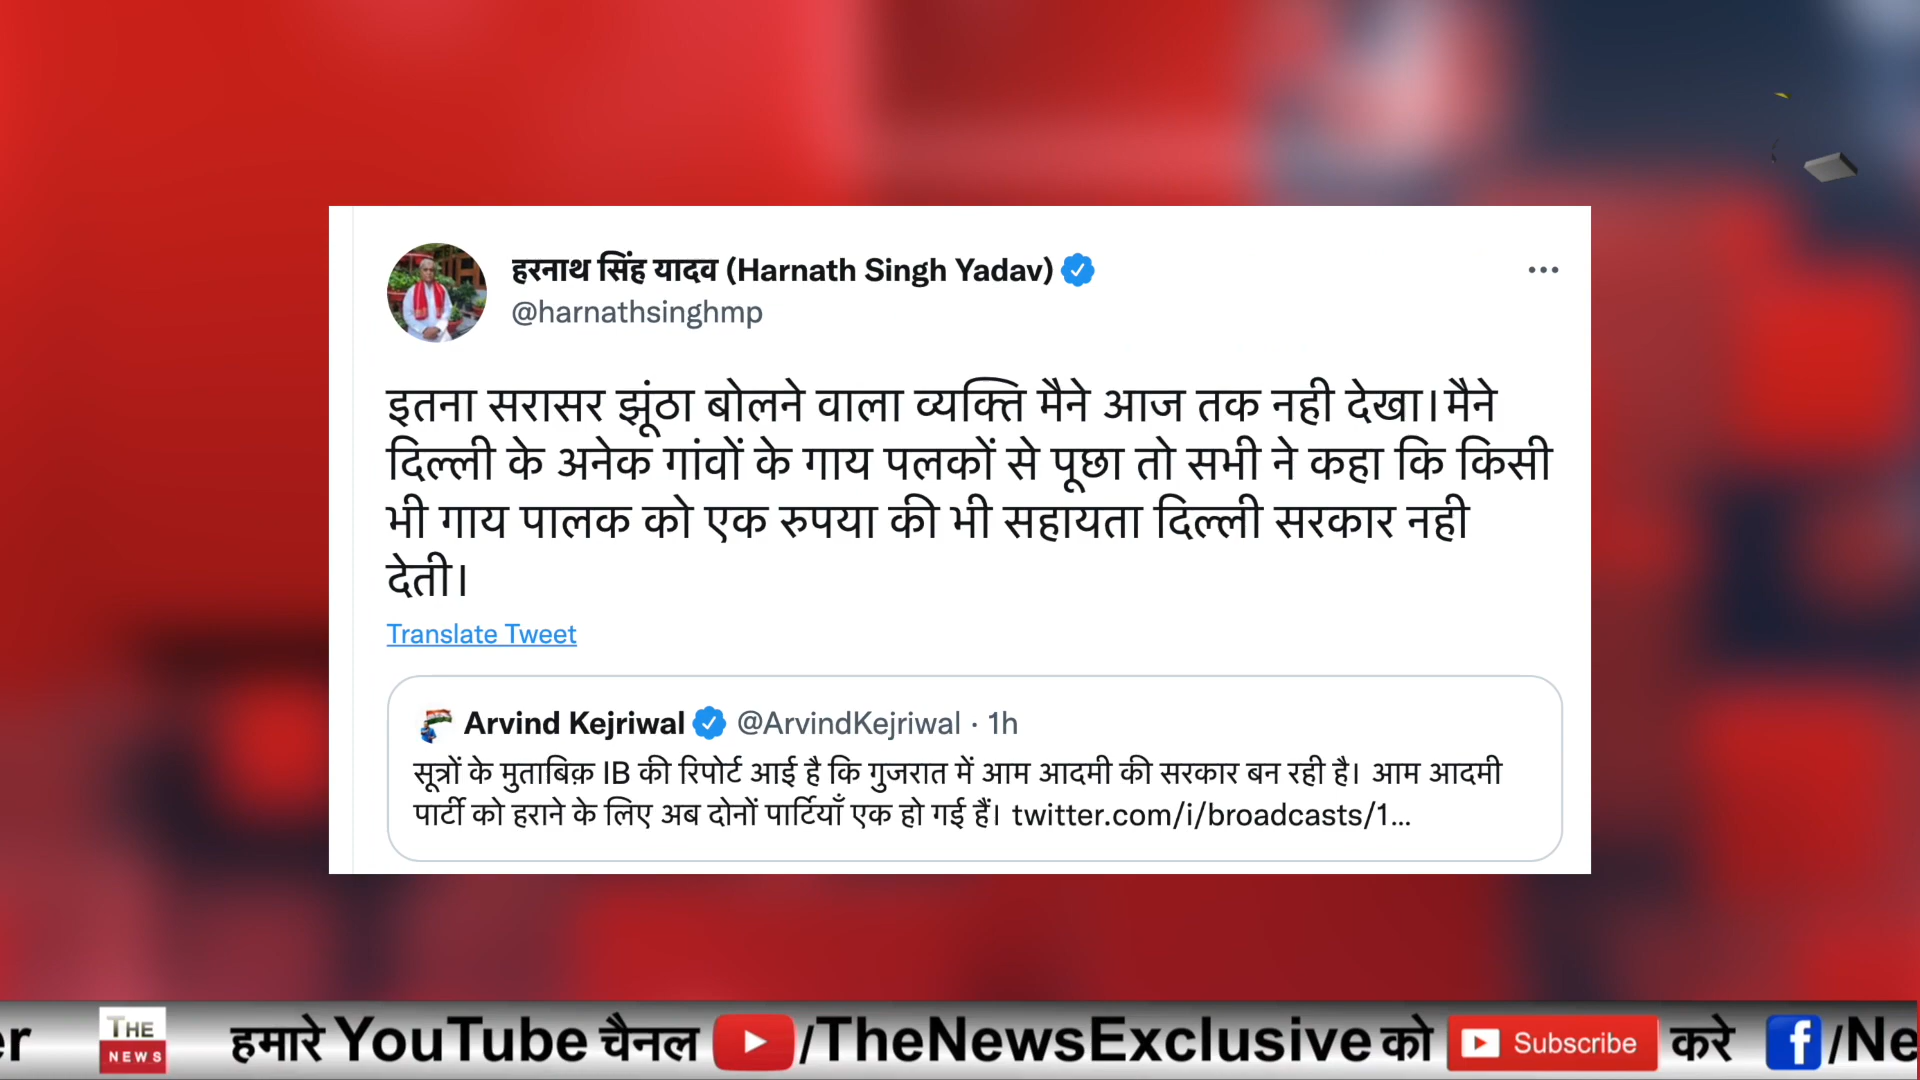 हरनाथ सिंह यादव (Harnath Singh Yadav)
@harnathsinghmp
इतना सरासर झूंठा बोलने वाला व्यक्ति मैने आज तक नही देखा।मैने
दिल्ली के अनेक गांवों के गाय पलकों से पूछा तो सभी ने कहा कि किसी
भी गाय पालक को एक रुपया की भी सहायता दिल्ली सरकार नही
देती।
Translate Tweet
Arvind Kejriwal @ArvindKejriwal · 1h
सूत्रों के मुताबिक़ IB की रिपोर्ट आई है कि गुजरात में आम आदमी की सरकार बन रही है। आम आदमी
पार्टी को हराने के लिए अब दोनों पार्टियाँ एक हो गई हैं। twitter.com/i/broadcasts/1...
er THE NEWS हमारे YouTube चैनल /TheNewsExclusive को Subscribe करे f/Ne